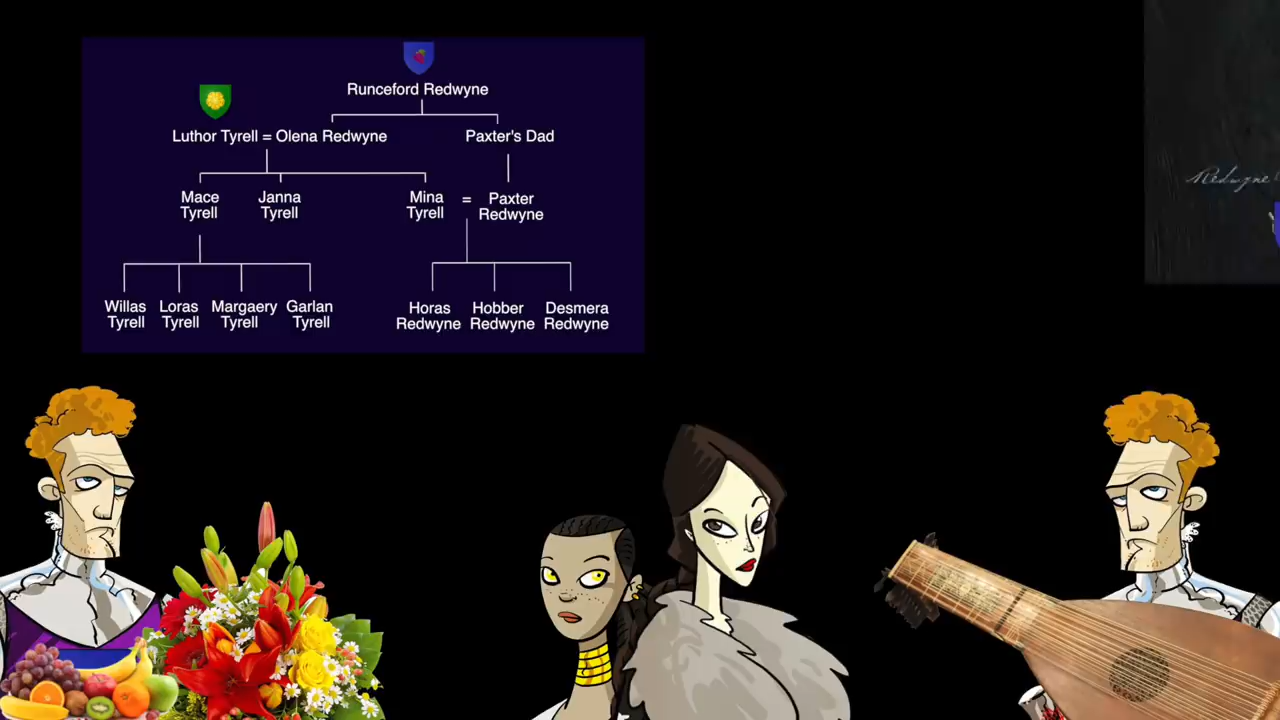 Runceford Redwyne
Luthor Tyrell = Olena Redwyne
Paxter's Dad
Mace
Tyrell
Janna
Tyrell
Mina
Tyrell
=
Paxter
Redwyne
Willas
Tyrell
Loras
Tyrell
Margaery
Tyrell
Garlan
Tyrell
Horas
Redwyne
Hobber
Redwyne
Desmera
Redwyne
Redwyne